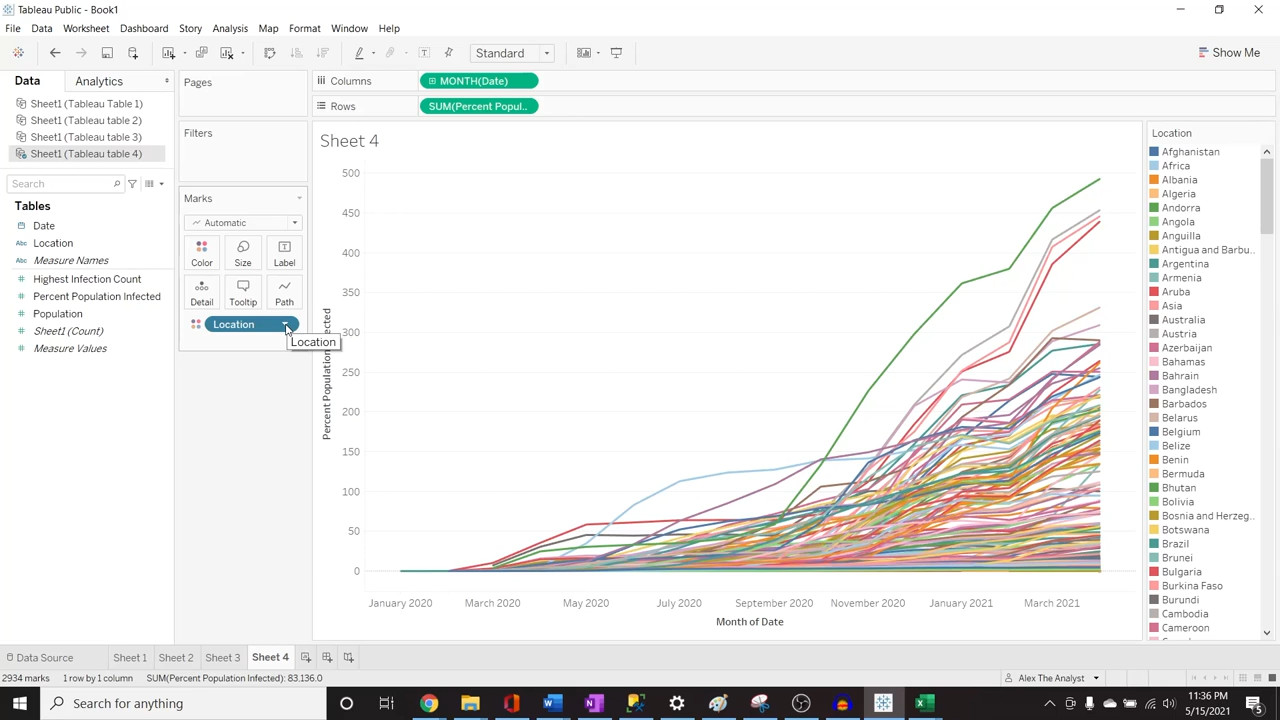 Tableau Public - Book1
File Data Worksheet Dashboard Story Analysis Map Format Window Help
Standard
Show Me
Data Analytics
Sheet1 (Tableau Table 1)
Sheet1 (Tableau table 2)
Sheet1 (Tableau table 3)
Sheet1 (Tableau table 4)
Search
Tables
Date
Abc Location
Abc Measure Names
Highest Infection Count
Percent Population Infected
Population
Sheet1 (Count)
Measure Values
Pages
Filters
Marks
Automatic
Color Size Label
Detail Tooltip Path
Location
Location
Columns MONTH(Date)
Rows SUM(Percent Popul..
Sheet 4
500
450
400
350
300
250
200
150
100
50
0
January 2020 March 2020 May 2020 July 2020 September 2020 November 2020 January 2021 March 2021
Month of Date
Location
Afghanistan
Africa
Albania
Algeria
Andorra
Angola
Anguilla
Antigua and Barbu..
Argentina
Armenia
Aruba
Asia
Australia
Austria
Azerbaijan
Bahamas
Bahrain
Bangladesh
Barbados
Belarus
Belgium
Belize
Benin
Bermuda
Bhutan
Bolivia
Bosnia and Herzeg..
Botswana
Brazil
Brunei
Bulgaria
Burkina Faso
Burundi
Cambodia
Cameroon
Data Source Sheet 1 Sheet 2 Sheet 3 Sheet 4
2934 marks 1 row by 1 column SUM(Percent Population Infected): 83,136.0
Alex The Analyst
Search for anything
11:36 PM
5/15/2021
5
Percent Population